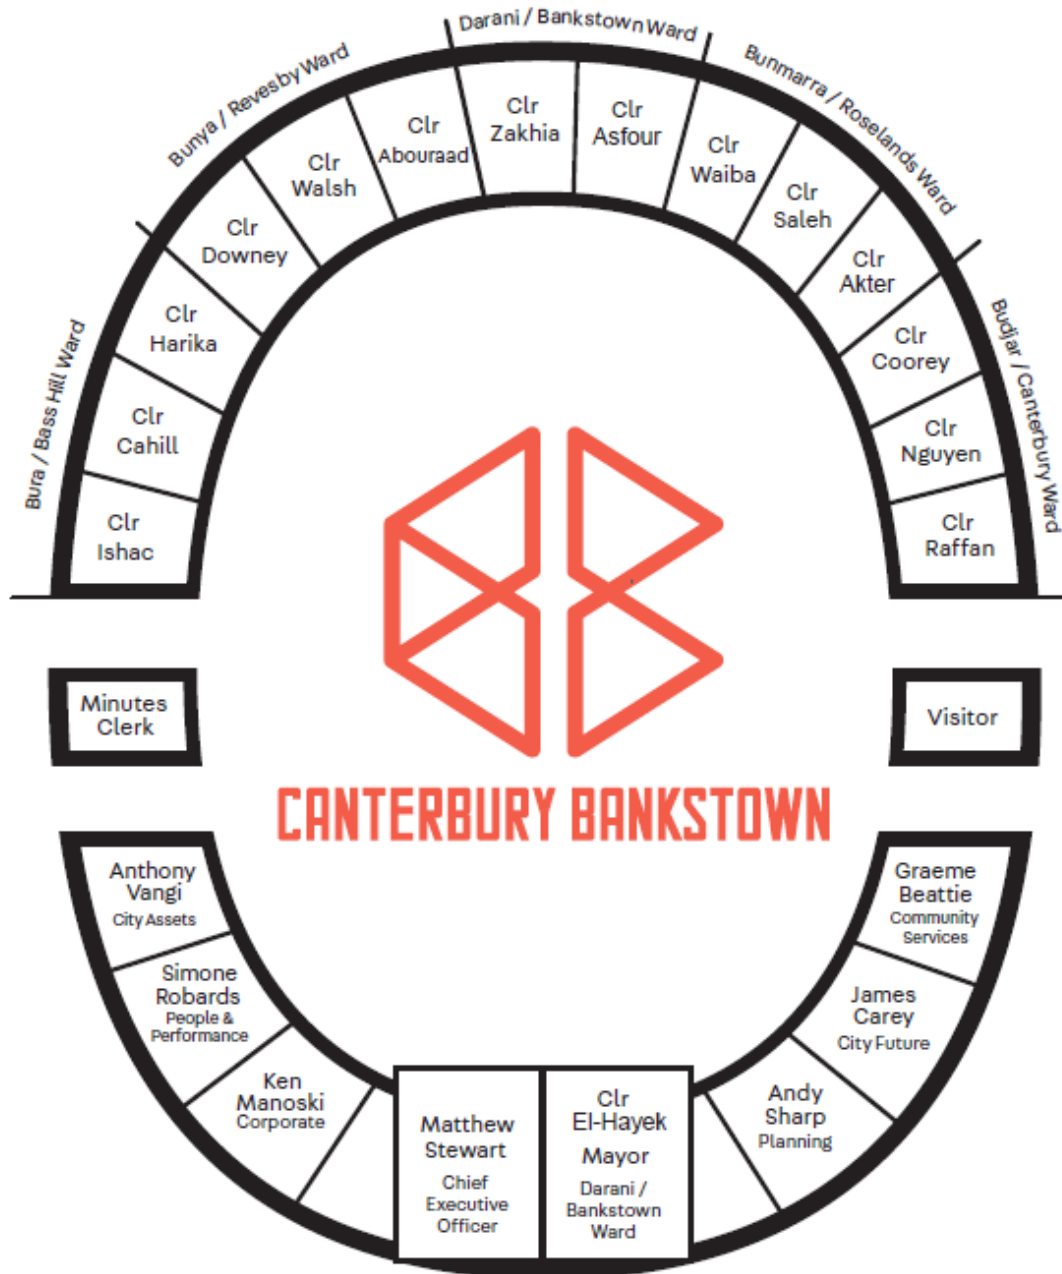 Darani / Bankstown Ward
Bunya / Revesby Ward
Bunmarra / Roselands Ward
Bura / Bass Hill Ward
Budjar / Canterbury Ward
Clr
Zakhia
Clr
Asfour
Clr
Abouraad
Clr
Waiba
Clr
Walsh
Clr
Saleh
Clr
Downey
Clr
Akter
Clr
Harika
Clr
Coorey
Clr
Cahill
Clr
Nguyen
Clr
Ishac
Clr
Raffan
Minutes
Clerk
Visitor
CANTERBURY BANKSTOWN
Anthony
Vangi
City Assets
Graeme
Beattie
Community
Services
Simone
Robards
People &
Performance
James
Carey
City Future
Ken
Manoski
Corporate
Andy
Sharp
Planning
Matthew
Stewart
Chief
Executive
Officer
Clr
El-Hayek
Mayor
Darani /
Bankstown
Ward